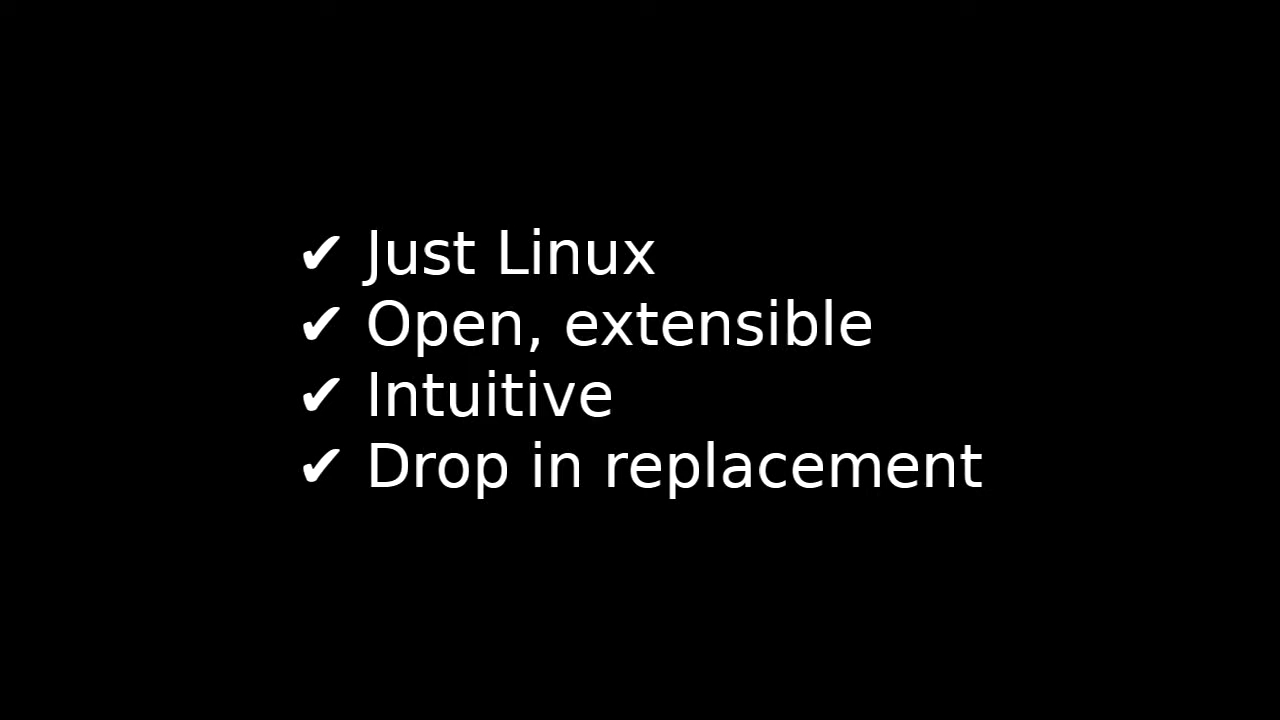 ✔ Just Linux
✔ Open, extensible
✔ Intuitive
✔ Drop in replacement